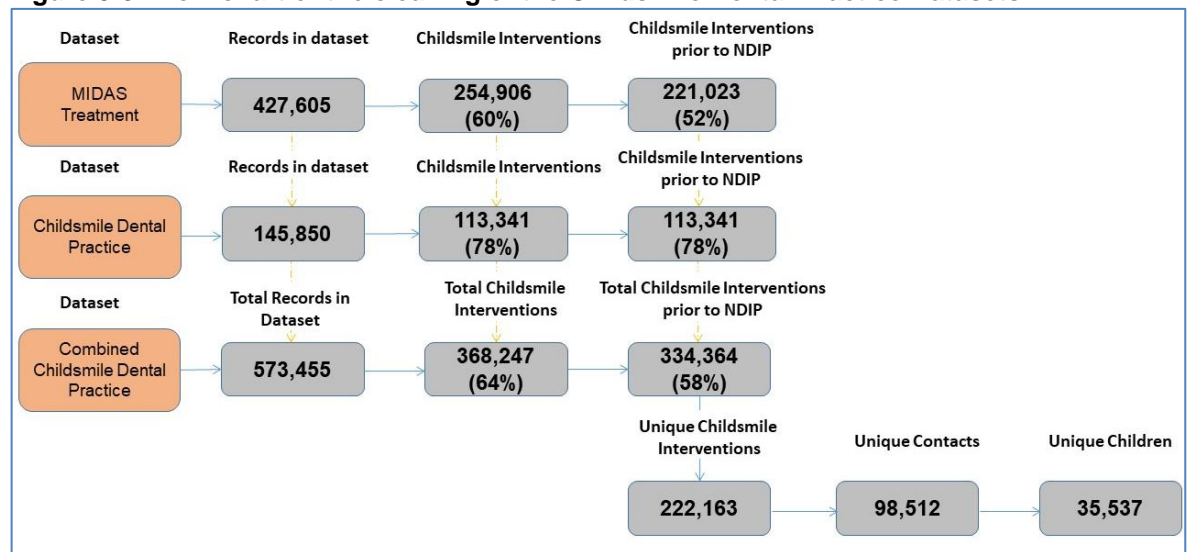 Dataset
Records in dataset
Childsmile Interventions
Childsmile Interventions
prior to NDIP
MIDAS
Treatment
427,605
254,906
(60%)
221,023
(52%)
Dataset
Records in dataset
Childsmile Interventions
Childsmile Interventions
prior to NDIP
Childsmile Dental
Practice
145,850
113,341
(78%)
113,341
(78%)
Dataset
Total Records in
Dataset
Total Childsmile
Interventions
Total Childsmile Interventions
prior to NDIP
Combined
Childsmile Dental
Practice
573,455
368,247
(64%)
334,364
(58%)
Unique Childsmile
Interventions
Unique Contacts
Unique Children
222,163
98,512
35,537